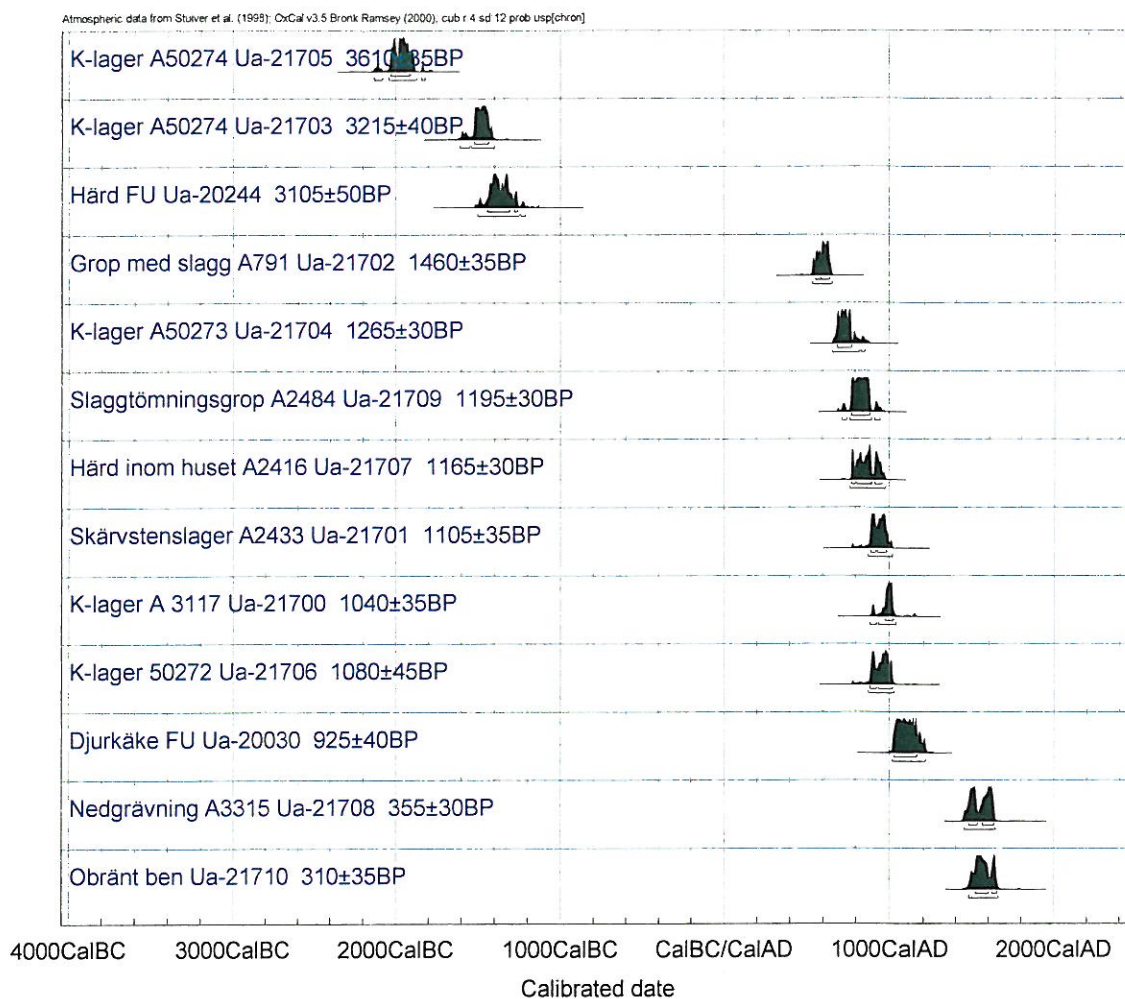 Atmospheric data from Stuiver et al. (1998); OxCal v3.5 Bronk Ramsey (2000); cub r:4 sd:12 prob usp[chron]
K-lager A50274 Ua-21705 3610±35BP
K-lager A50274 Ua-21703 3215±40BP
Härd FU Ua-20244 3105±50BP
Grop med slagg A791 Ua-21702 1460±35BP
K-lager A50273 Ua-21704 1265±30BP
Slaggtömningsgrop A2484 Ua-21709 1195±30BP
Härd inom huset A2416 Ua-21707 1165±30BP
Skärvstenslager A2433 Ua-21701 1105±35BP
K-lager A 3117 Ua-21700 1040±35BP
K-lager 50272 Ua-21706 1080±45BP
Djurkäke FU Ua-20030 925±40BP
Nedgrävning A3315 Ua-21708 355±30BP
Obränt ben Ua-21710 310±35BP
4000CalBC 3000CalBC 2000CalBC 1000CalBC CalBC/CalAD 1000CalAD 2000CalAD
Calibrated date